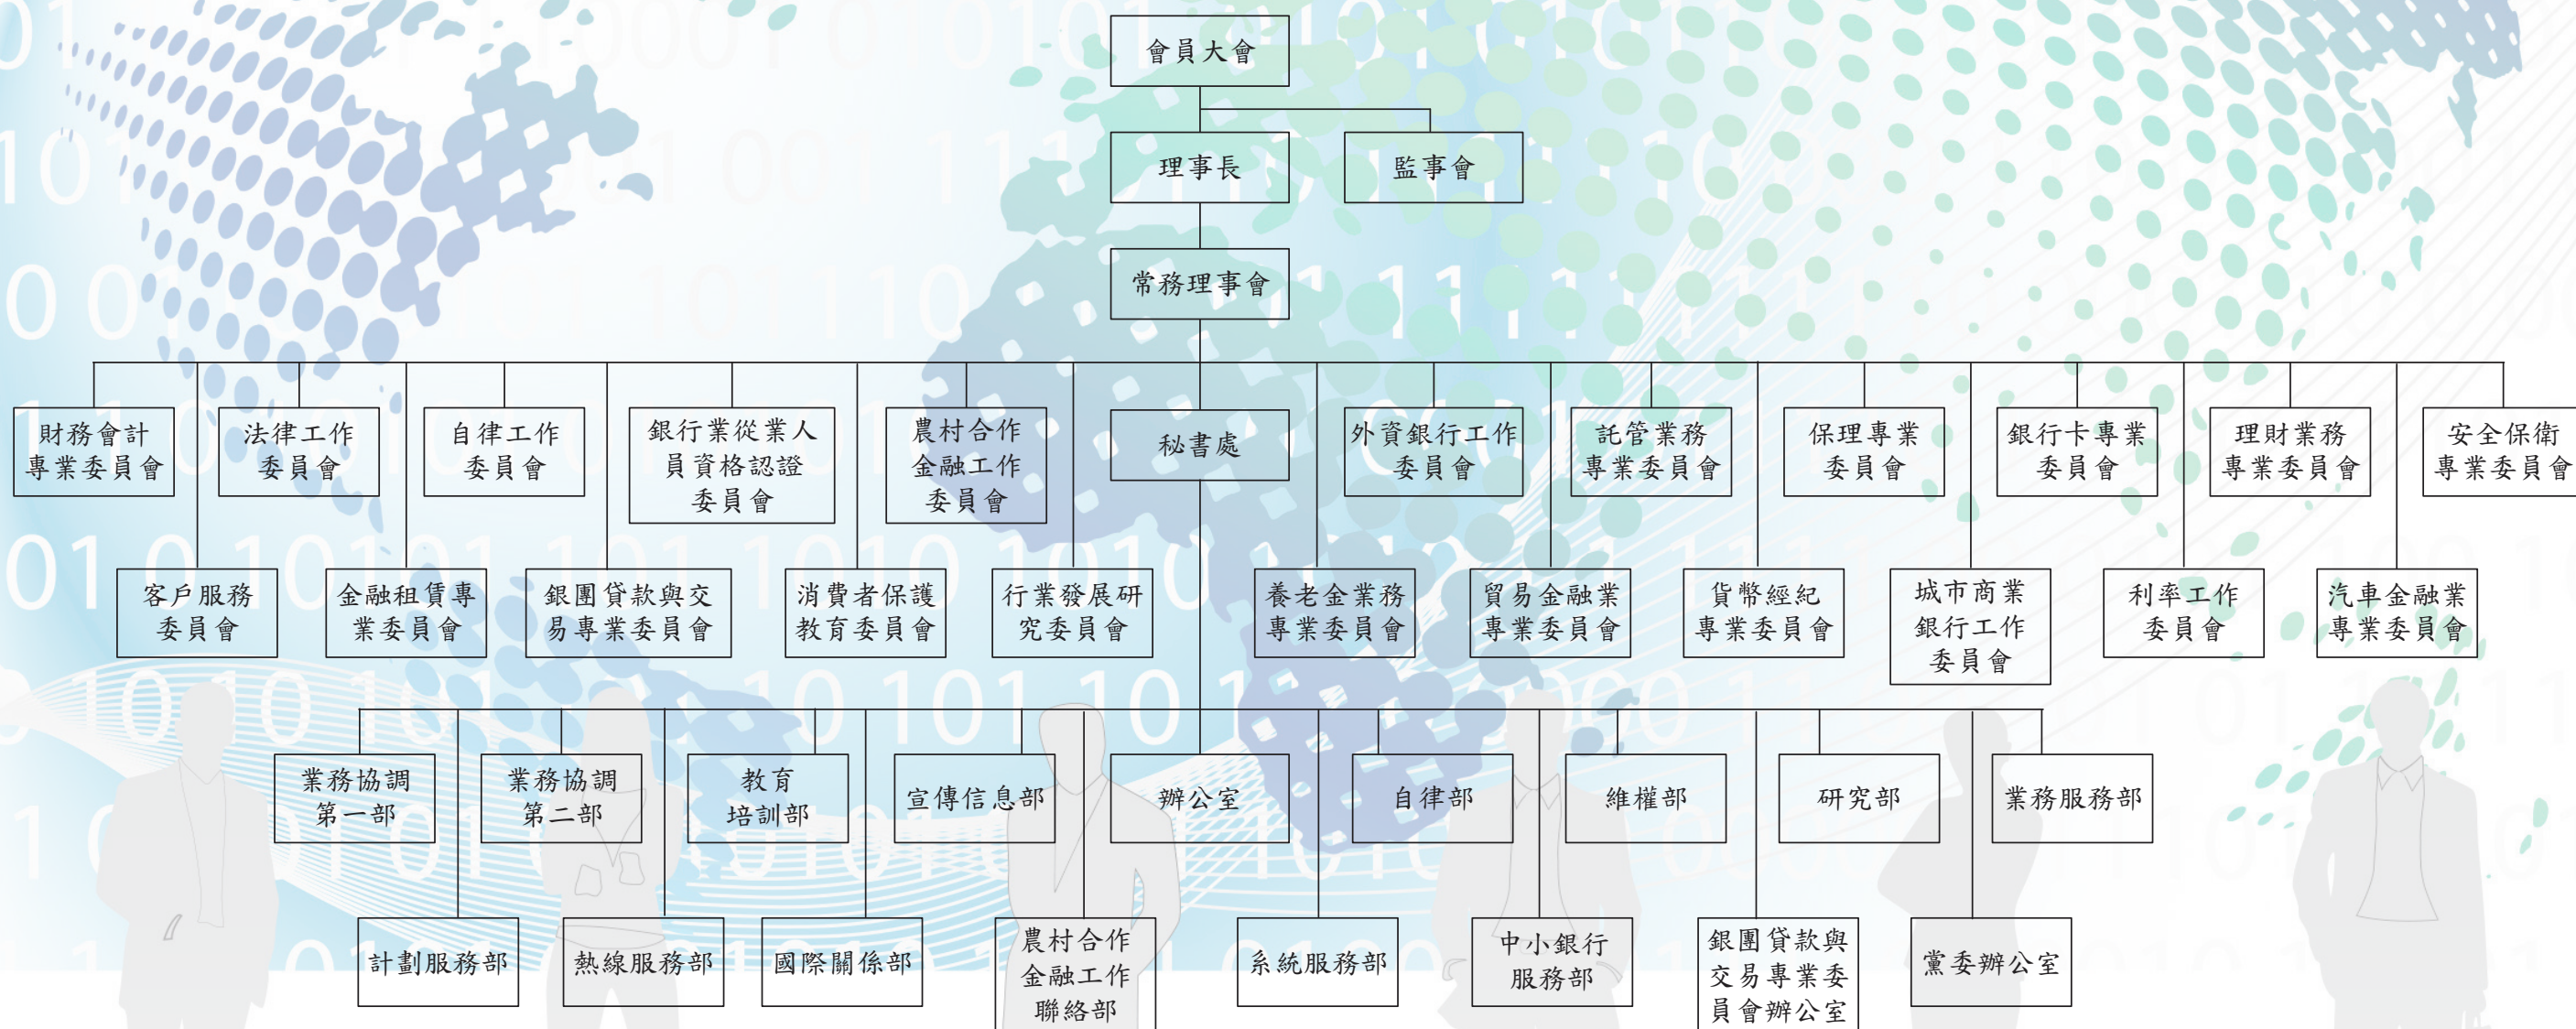 會員大會
理事長
監事會
常務理事會
財務會計
專業委員會
法律工作
委員會
自律工作
委員會
銀行業從業人
員資格認證
委員會
農村合作
金融工作
委員會
秘書處
外資銀行工作
委員會
託管業務
專業委員會
保理專業
委員會
銀行卡專業
委員會
理財業務
專業委員會
安全保衛
專業委員會
客戶服務
委員會
金融租賃專
業委員會
銀團貸款與交
易專業委員會
消費者保護
教育委員會
行業發展研
究委員會
養老金業務
專業委員會
貿易金融業
專業委員會
貨幣經紀
專業委員會
城市商業
銀行工作
委員會
利率工作
委員會
汽車金融業
專業委員會
業務協調
第一部
業務協調
第二部
教育
培訓部
宣傳信息部
辦公室
自律部
維權部
研究部
業務服務部
計劃服務部
熱線服務部
國際關係部
農村合作
金融工作
聯絡部
系統服務部
中小銀行
服務部
銀團貸款與
交易專業委
員會辦公室
黨委辦公室